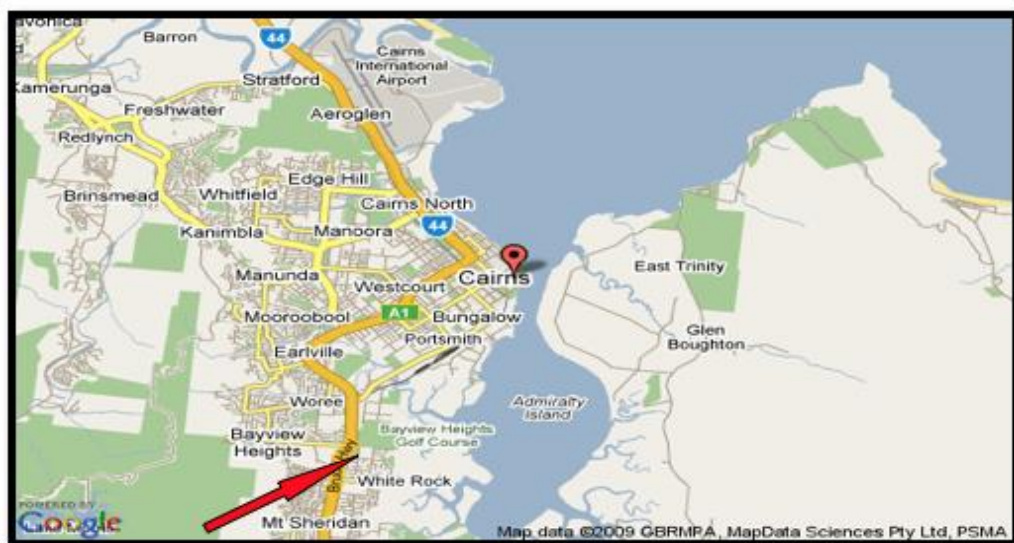 Barron
44
Cairns
International
Airport
Stratford
Kamerunga
Freshwater
Aeroglen
Redlynch
Edge Hill
Brinsmead
Whitfield
Cairns North
44
Kanimbla
Manoora
East Trinity
Manunda
Westcourt
Cairns
A1
Mooroobool
Bungalow
Glen
Boughton
Portsmith
Earlville
Woree
Admiralty
Island
Bayview
Heights
Bayview Heights
Golf Course
White Rock
POWERED BY
Google
Mt Sheridan
Map data ©2009 GBRMPA, MapData Sciences Pty Ltd, PSMA